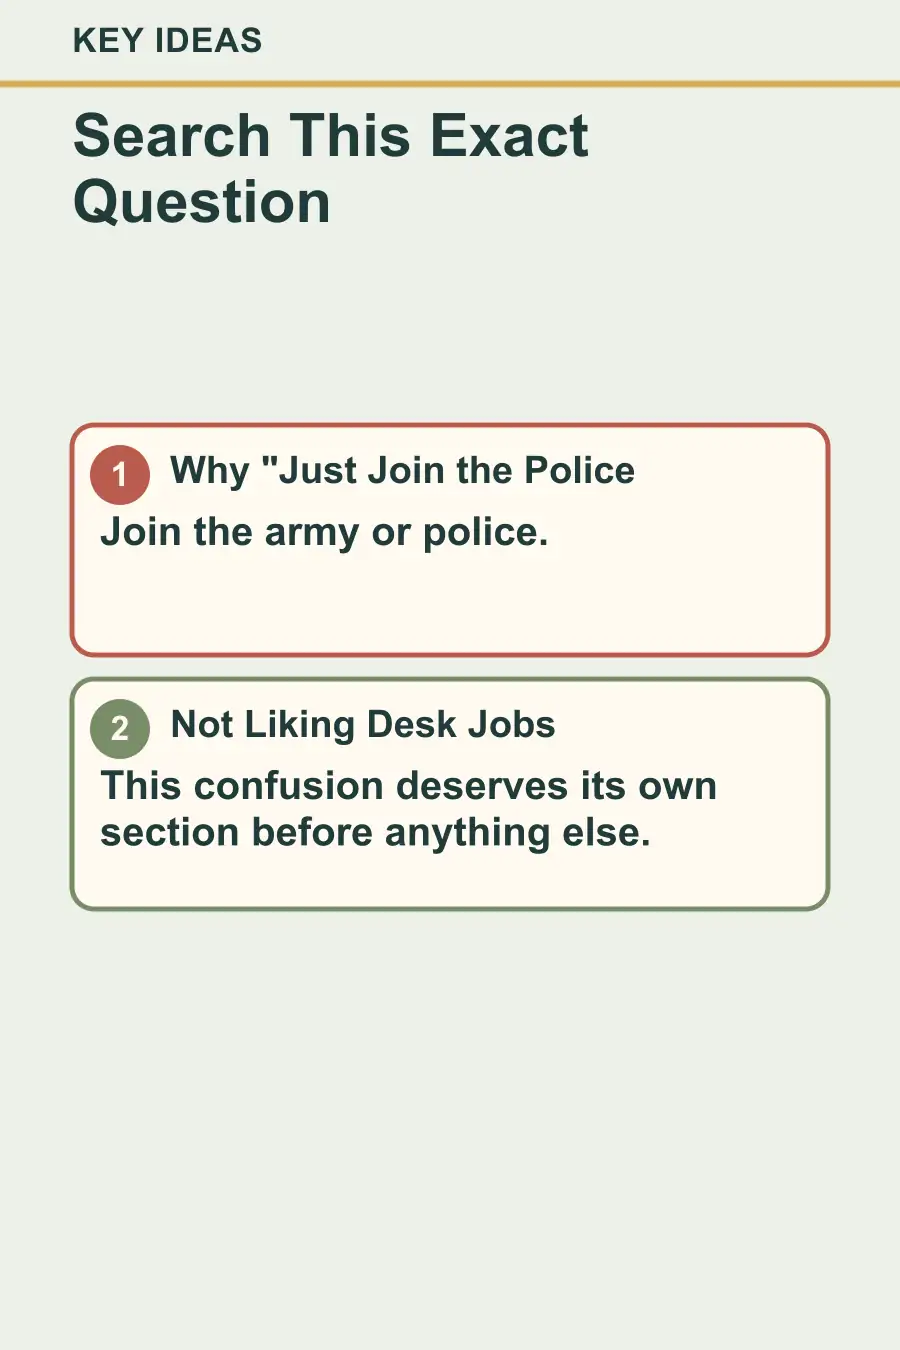 KEY IDEAS
Search This Exact
Question
1 Why "Just Join the Police
Join the army or police.
2 Not Liking Desk Jobs
This confusion deserves its own
section before anything else.